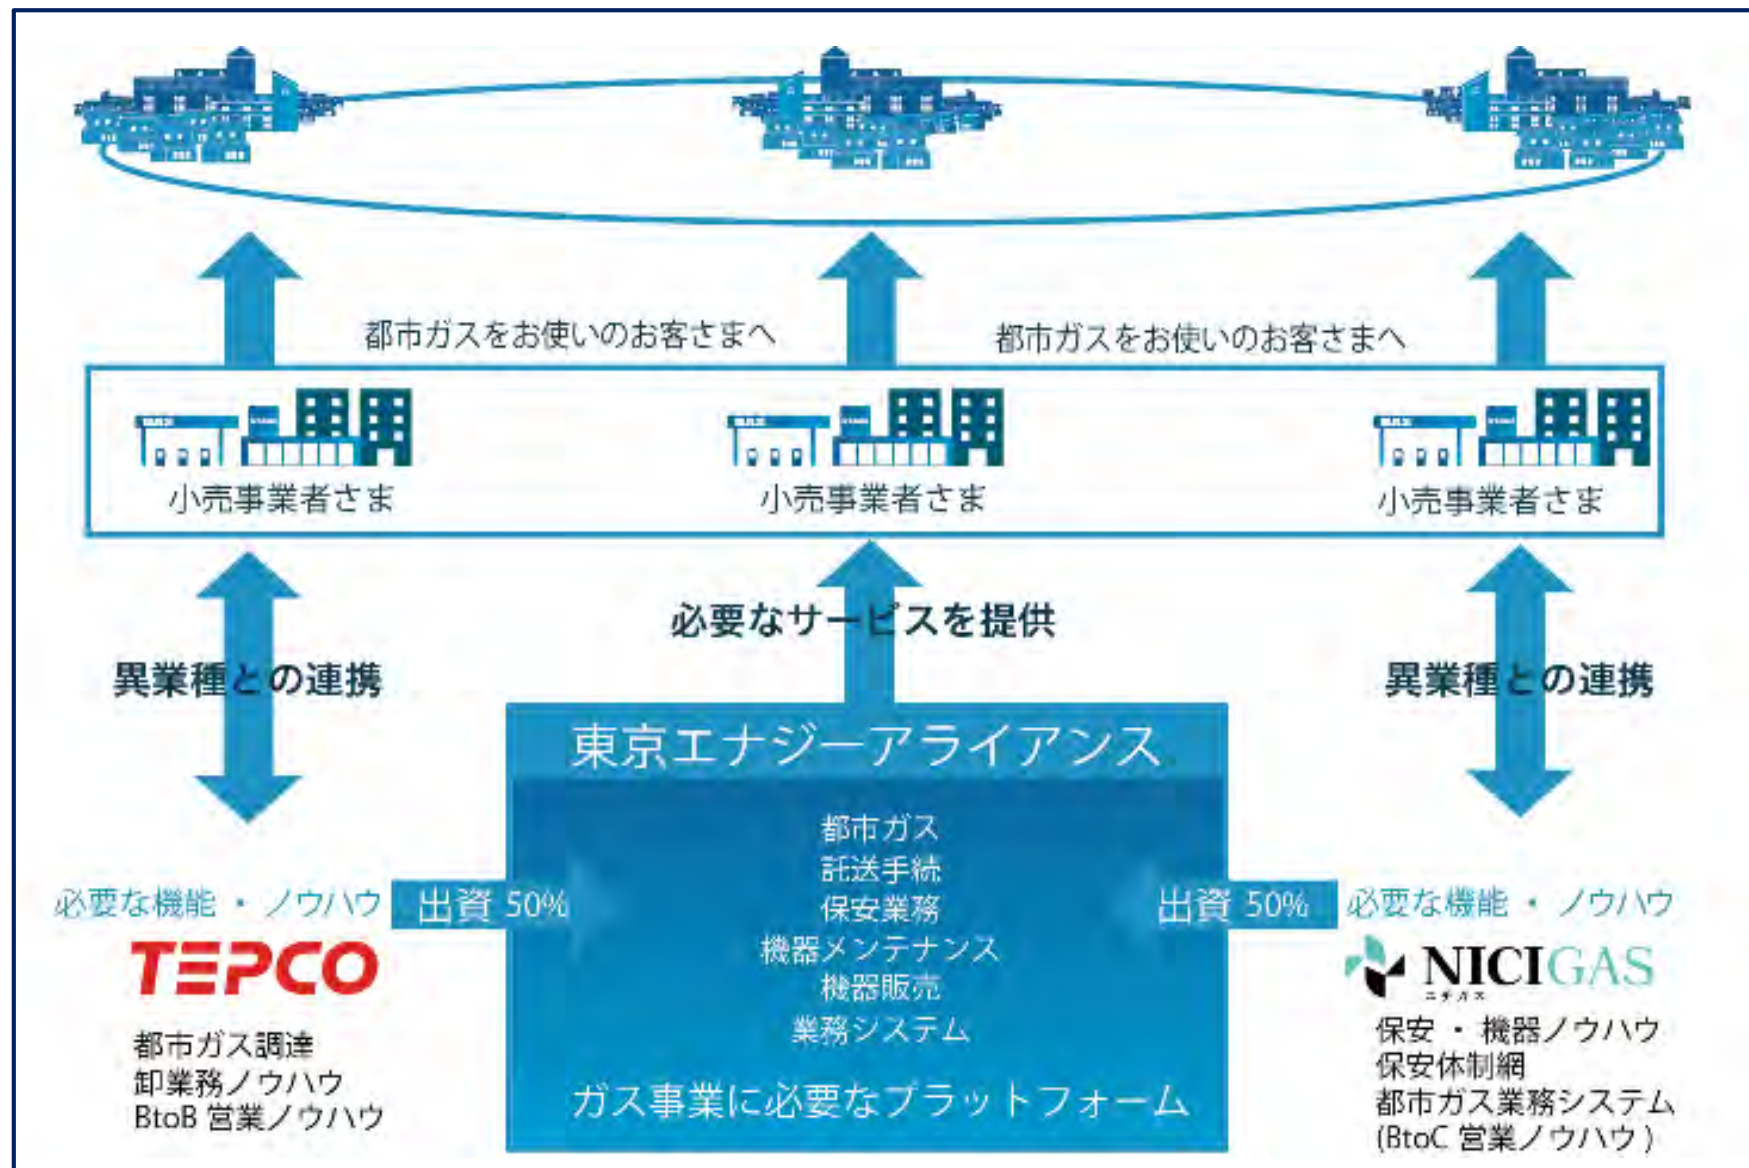 都市ガスをお使いのお客さまへ
都市ガスをお使いのお客さまへ
小売事業者さま
小売事業者さま
小売事業者さま
異業種との連携
必要なサービスを提供
異業種との連携
東京エナジーアライアンス
都市ガス
託送手続
保安業務
機器メンテナンス
機器販売
業務システム
ガス事業に必要なプラットフォーム
必要な機能・ノウハウ
出資 50%
TEPCO
都市ガス調達
卸業務ノウハウ
BtoB 営業ノウハウ
出資 50%
必要な機能・ノウハウ
NICIGAS
ニチガス
保安・機器ノウハウ
保安体制網
都市ガス業務システム
(BtoC 営業ノウハウ)